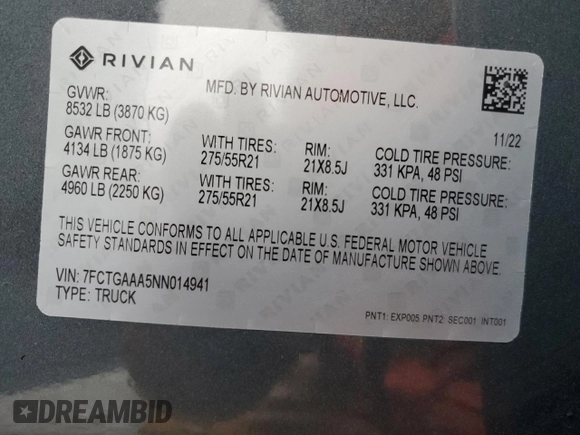 RIVIAN
MFD. BY RIVIAN AUTOMOTIVE, LLC.
GVWR:
8532 LB (3870 KG)
11/22
GAWR FRONT: WITH TIRES: RIM: COLD TIRE PRESSURE:
4134 LB (1875 KG) 275/55R21 21X8.5J 331 KPA, 48 PSI
GAWR REAR: WITH TIRES: RIM: COLD TIRE PRESSURE:
4960 LB (2250 KG) 275/55R21 21X8.5J 331 KPA, 48 PSI
THIS VEHICLE CONFORMS TO ALL APPLICABLE U.S. FEDERAL MOTOR VEHICLE
SAFETY STANDARDS IN EFFECT ON THE DATE OF MANUFACTURE SHOWN ABOVE.
VIN: 7FCTGAAA5NN014941
TYPE: TRUCK
PNT1: EXP005 PNT2: SEC001 INT001
DREAMBID